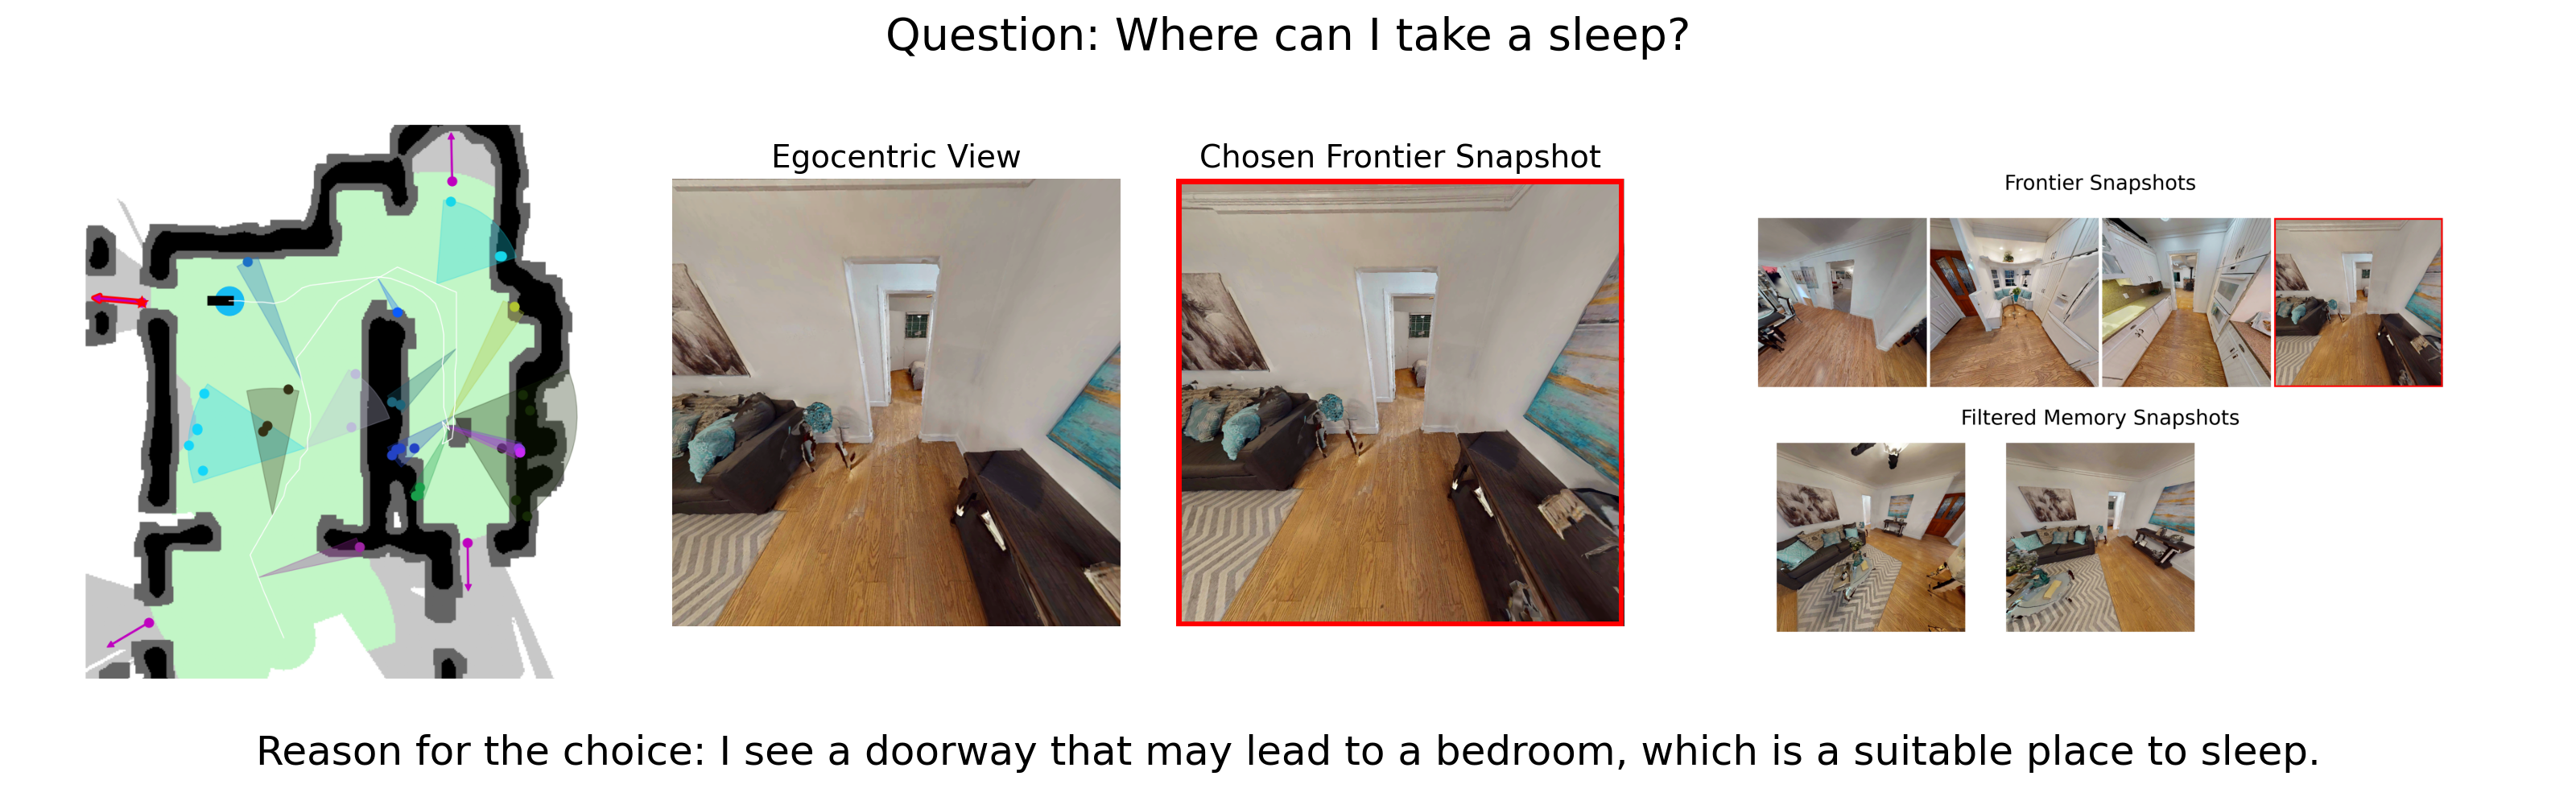 Question: Where can I take a sleep?
Egocentric View
Chosen Frontier Snapshot
Frontier Snapshots
Filtered Memory Snapshots
Reason for the choice: I see a doorway that may lead to a bedroom, which is a suitable place to sleep.